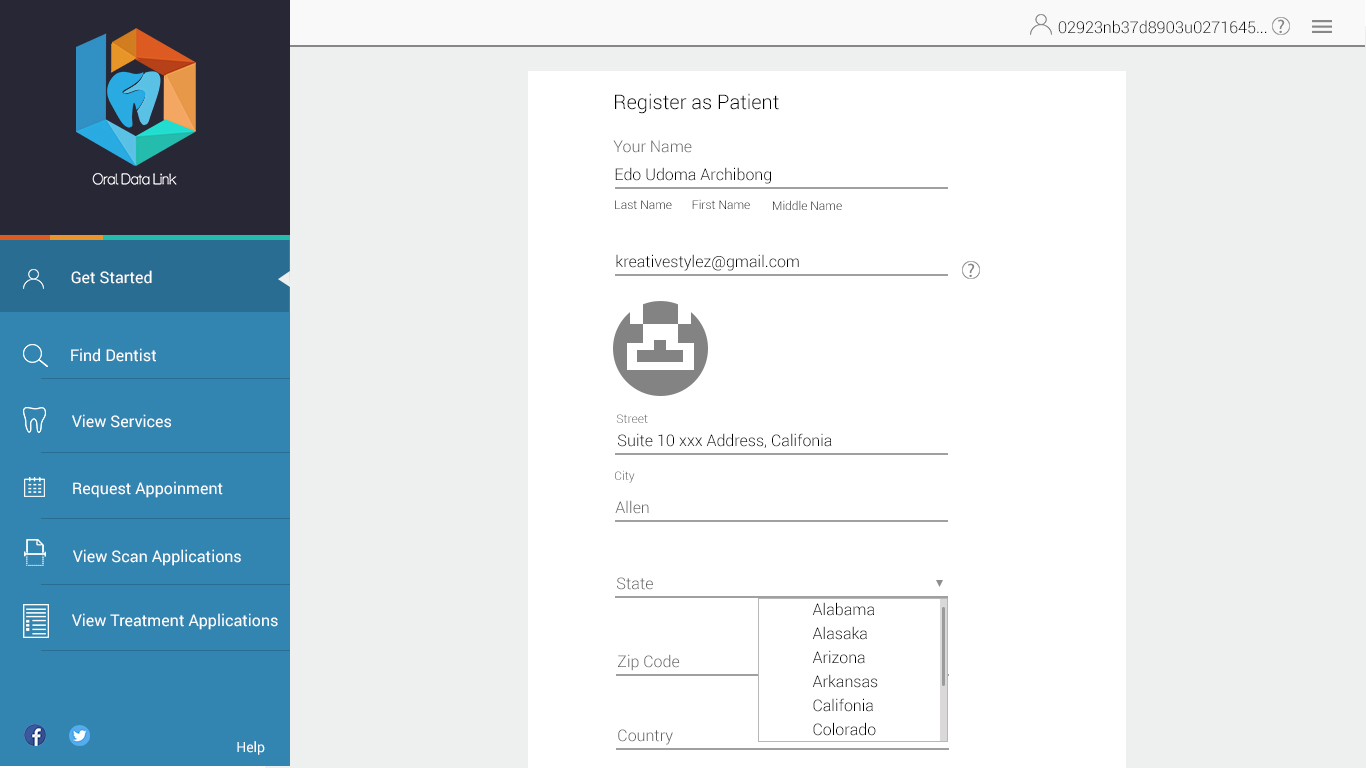 Oral Data Link
Get Started
Find Dentist
View Services
Request Appoinment
View Scan Applications
View Treatment Applications
Help
02923nb37d8903u0271645... ?
Register as Patient
Your Name
Edo Udoma Archibong
Last Name First Name Middle Name
kreativestylez@gmail.com ?
Street
Suite 10 xxx Address, Califonia
City
Allen
State
Alabama
Alasaka
Arizona
Arkansas
Califonia
Colorado
Zip Code
Country